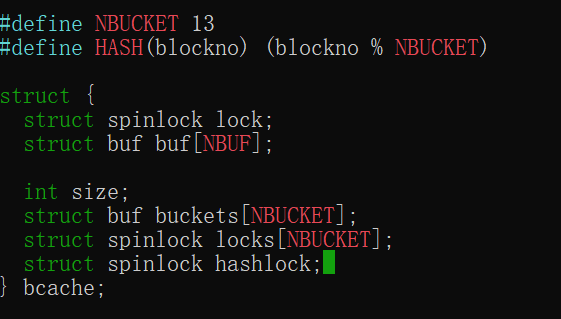 #define NBUCKET 13
#define HASH(blockno) (blockno % NBUCKET)

struct {
  struct spinlock lock;
  struct buf buf[NBUF];

  int size;
  struct buf buckets[NBUCKET];
  struct spinlock locks[NBUCKET];
  struct spinlock hashlock;
} bcache;